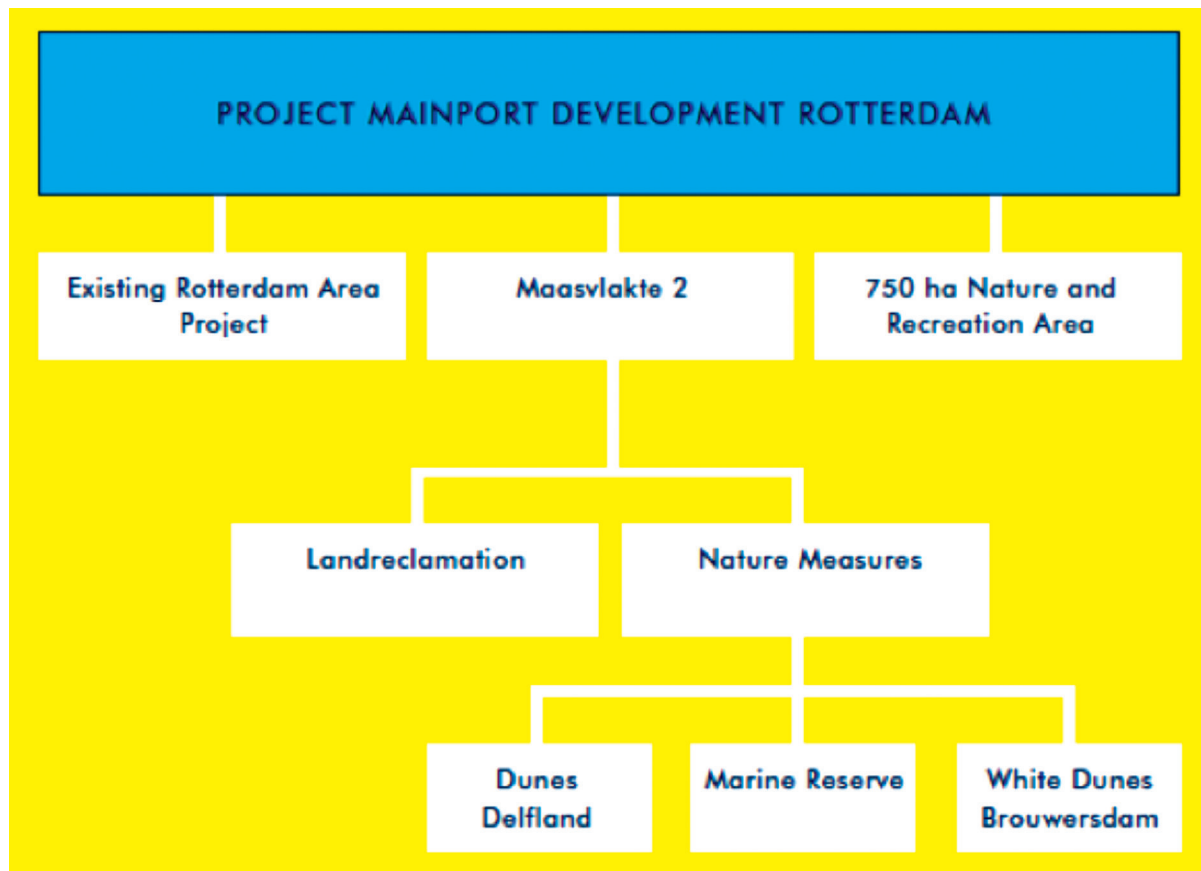 PROJECT MAINPORT DEVELOPMENT ROTTERDAM
Existing Rotterdam Area
Project
Maasvlakte 2
750 ha Nature and
Recreation Area
Landreclamation
Nature Measures
Dunes
Delfland
Marine Reserve
White Dunes
Brouwersdam